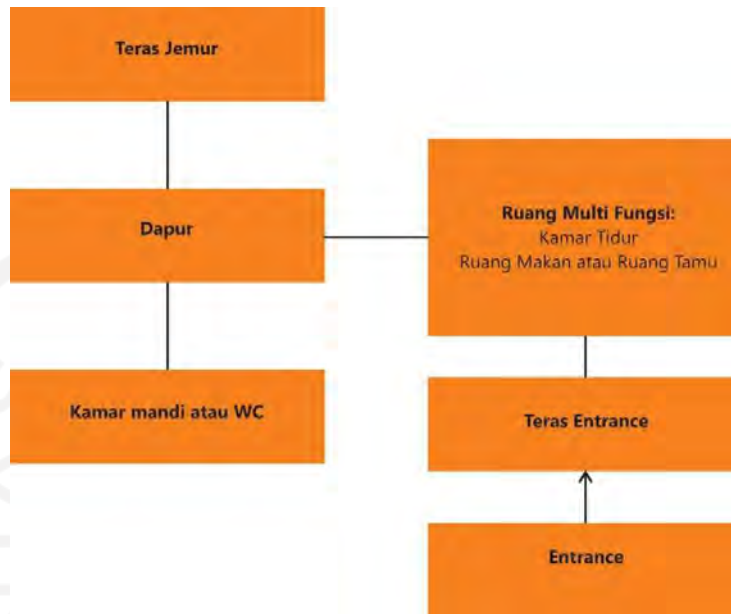 Teras Jemur
Dapur
Kamar mandi atau WC
Ruang Multi Fungsi:
Kamar Tidur
Ruang Makan atau Ruang Tamu
Teras Entrance
Entrance